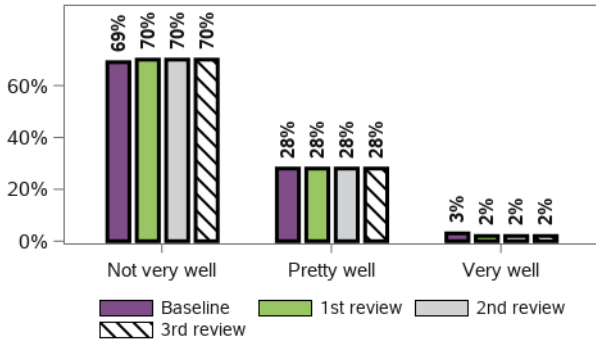 69% 70% 70% 70%
28% 28% 28% 28%
3% 2% 2% 2%
60%
40%
20%
0%
Not very well Pretty well Very well
Baseline 1st review 2nd review
3rd review